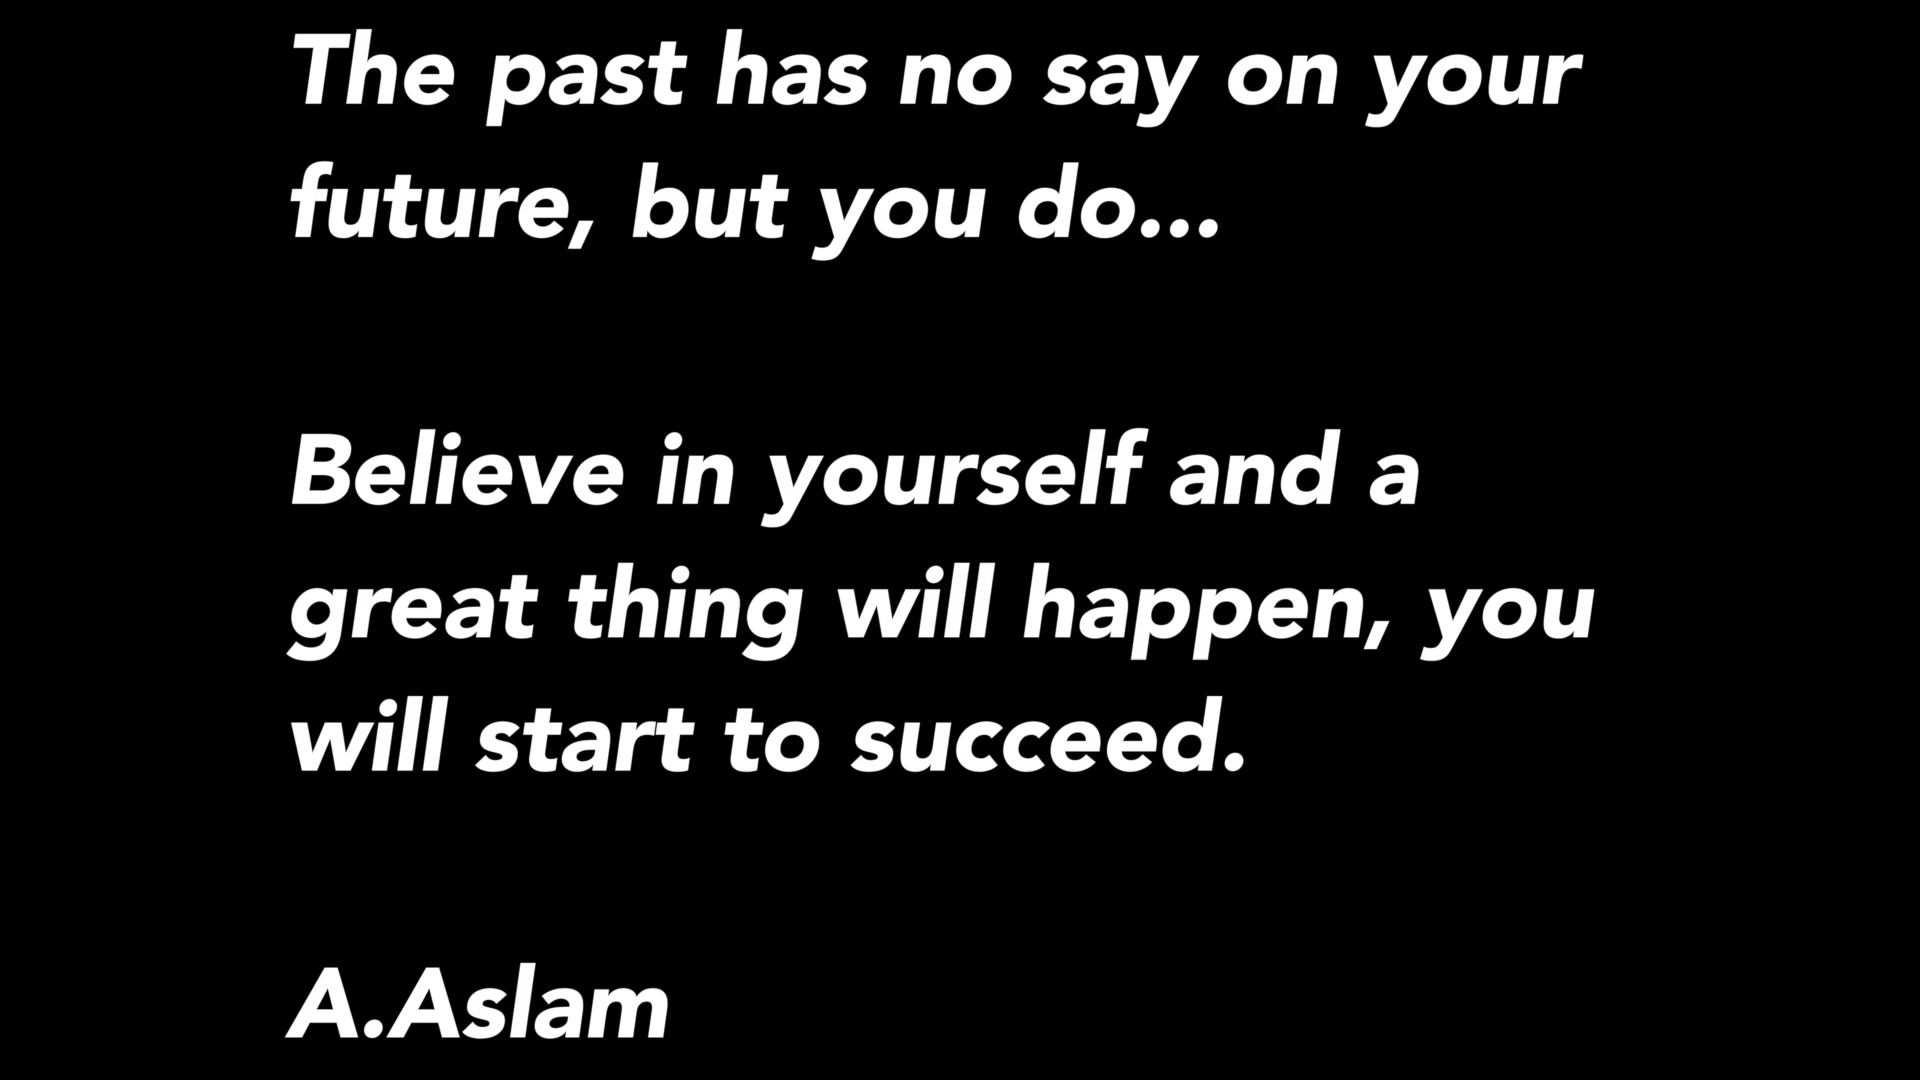 The past has no say on your
future, but you do...
Believe in yourself and a
great thing will happen, you
will start to succeed.
A.Aslam